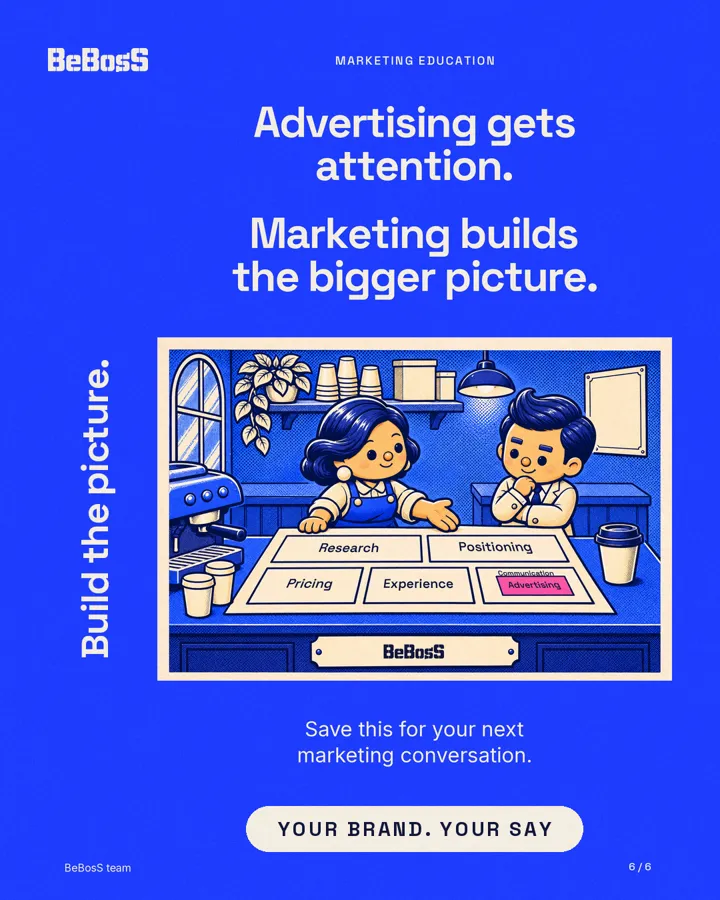 BeBosS
MARKETING EDUCATION
Advertising gets
attention.
Marketing builds
the bigger picture.
Build the picture.
Research
Positioning
Pricing
Experience
Communication
Advertising
BeBosS
Save this for your next
marketing conversation.
YOUR BRAND. YOUR SAY
BeBosS team
6 / 6